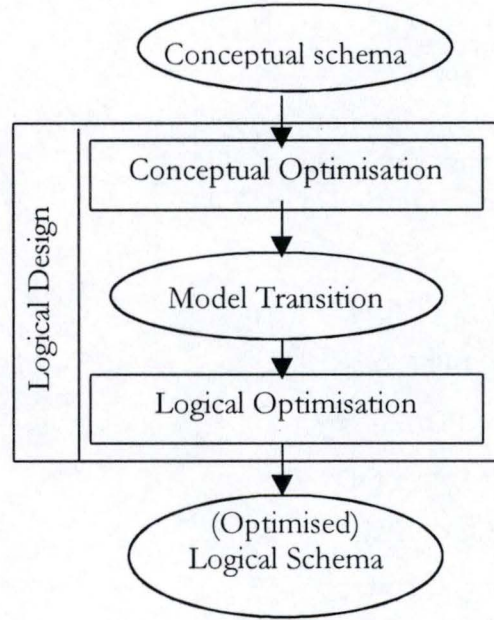 Conceptual schema
Logical Design
Conceptual Optimisation
Model Transition
Logical Optimisation
(Optimised)
Logical Schema